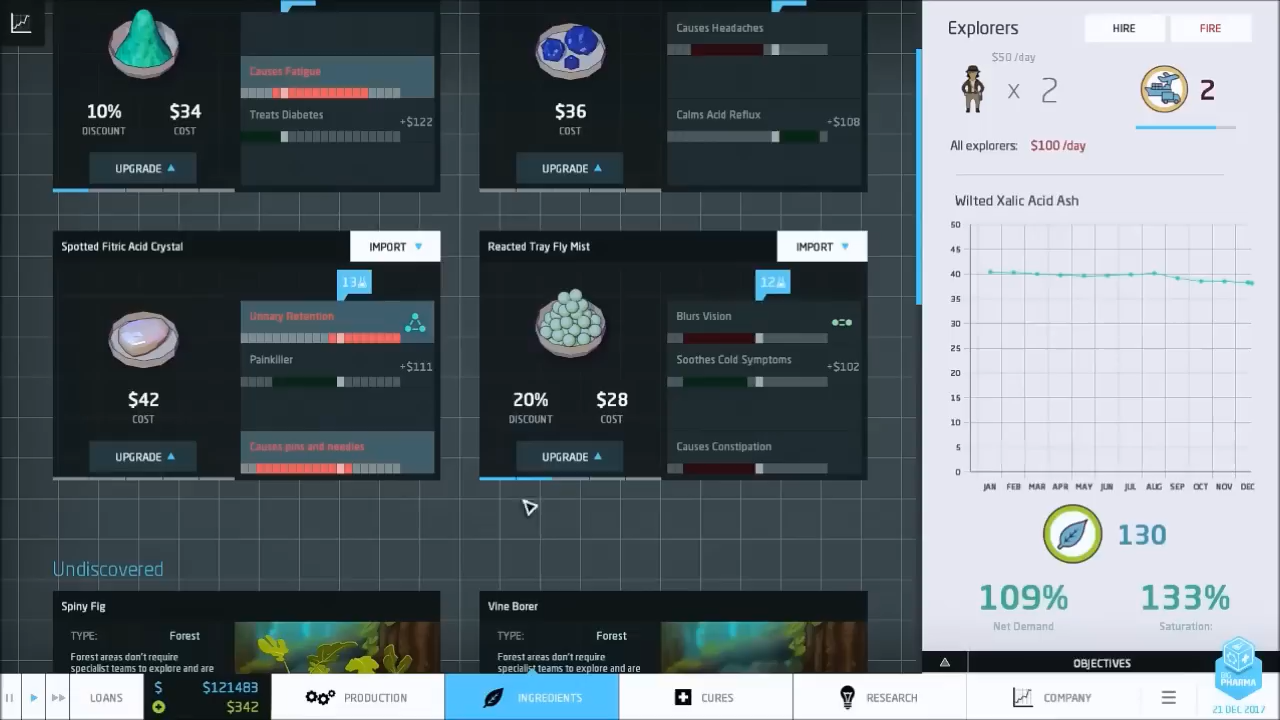 Causes Fatigue
10%
DISCOUNT
$34
COST
Treats Diabetes
+$122
UPGRADE
Causes Headaches
$36
COST
Calms Acid Reflux
+$108
UPGRADE
Spotted Fitric Acid Crystal
IMPORT
13
Urinary Retention
Painkiller
+$111
$42
COST
UPGRADE
Causes pins and needles
Reacted Tray Fly Mist
IMPORT
12
Blurs Vision
Soothes Cold Symptoms
+$102
20%
DISCOUNT
$28
COST
UPGRADE
Causes Constipation
Undiscovered
Spiny Fig
TYPE: Forest
Forest areas don't require
specialist teams to explore and are
Vine Borer
TYPE: Forest
Forest areas don't require
specialist teams to explore and are
Explorers
HIRE
FIRE
$50 /day
X 2
2
All explorers: $100 /day
Wilted Xalic Acid Ash
50
45
40
35
30
25
20
15
10
5
0
JAN FEB MAR APR MAY JUN JUL AUG SEP OCT NOV DEC
130
109%
Net Demand
133%
Saturation:
OBJECTIVES
LOANS
$ $121483
$342
PRODUCTION
INGREDIENTS
CURES
RESEARCH
COMPANY
BIG
PHARMA
21 DEC 2017